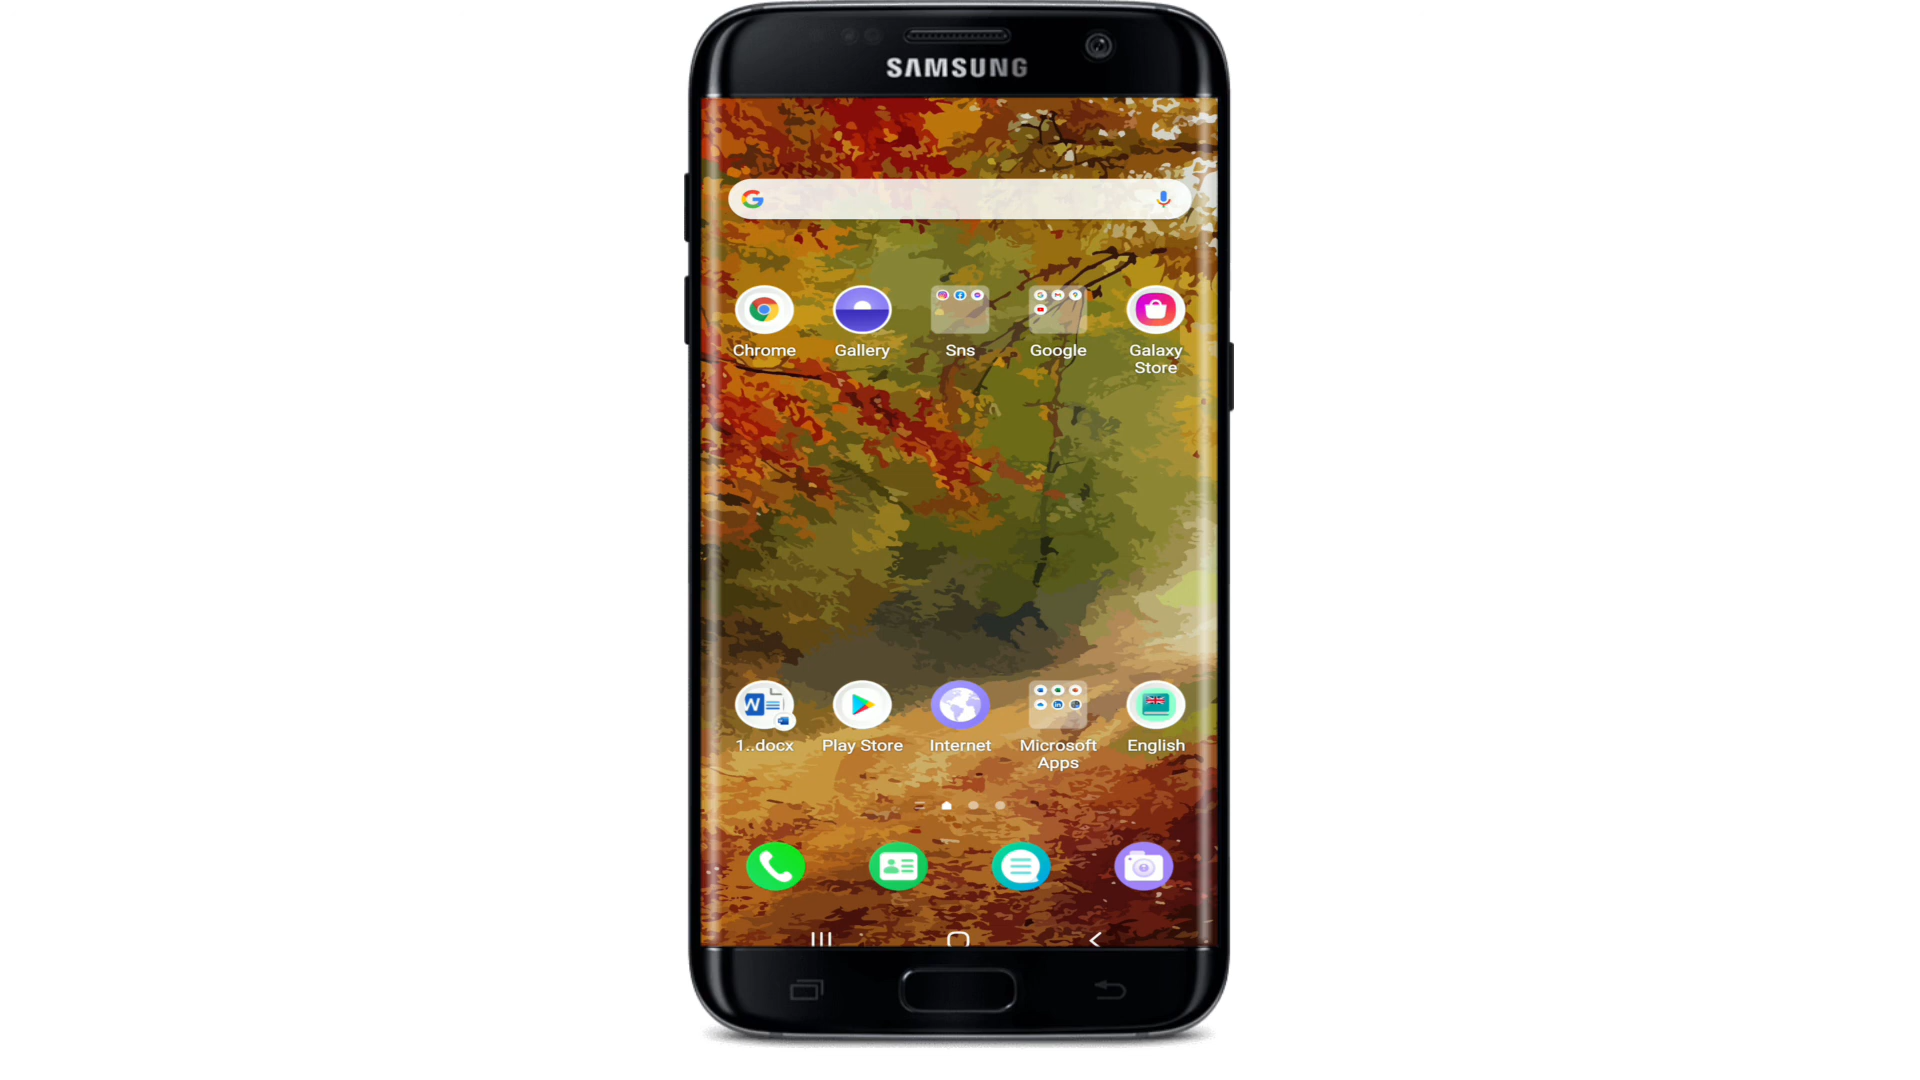 SAMSUNG
Chrome Gallery Sns Google Galaxy Store
1..docx Play Store Internet Microsoft Apps English